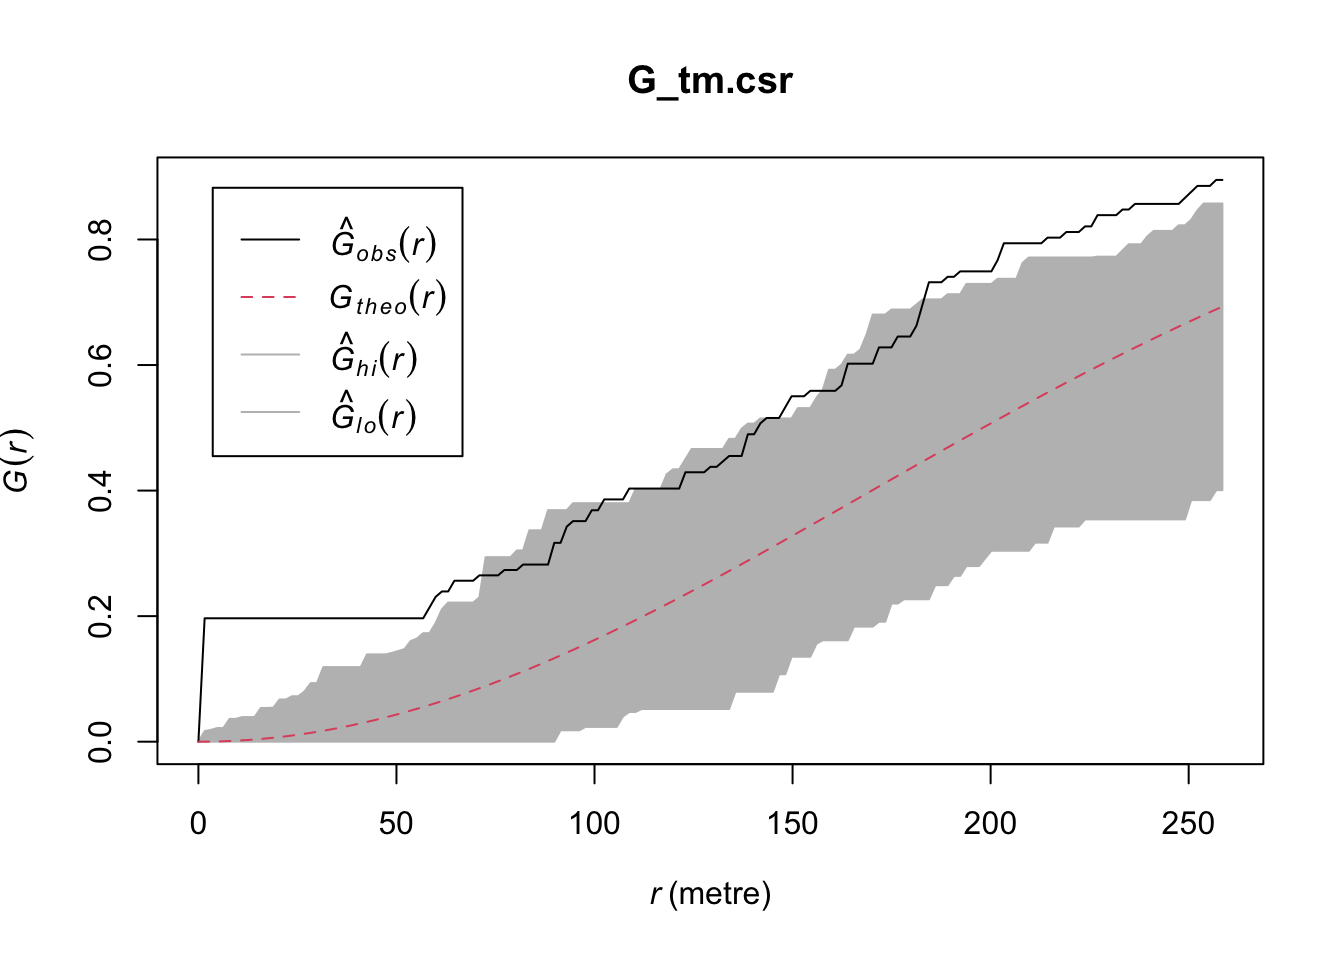 G_tm.csr
Ĝobs(r)
Gtheo(r)
Ĝhi(r)
Ĝlo(r)
G(r)
0.8
0.6
0.4
0.2
0.0
0 50 100 150 200 250
r (metre)